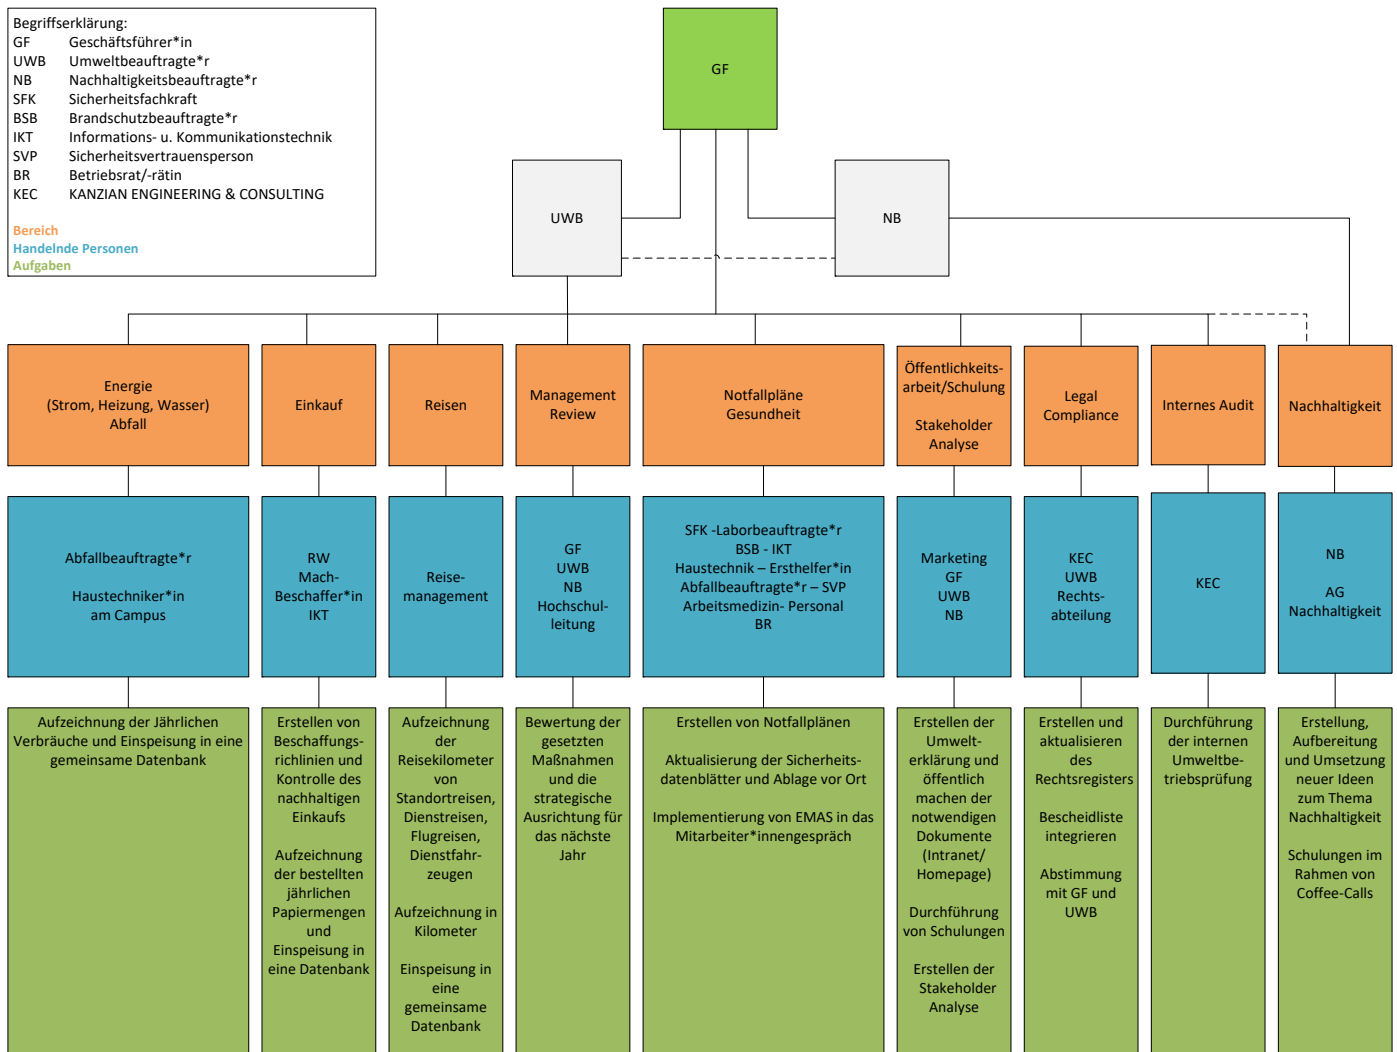 Begriffserklärung:
GF Geschäftsführer*in
UWB Umweltbeauftragte*r
NB Nachhaltigkeitsbeauftragte*r
SFK Sicherheitsfachkraft
BSB Brandschutzbeauftragte*r
IKT Informations- u. Kommunikationstechnik
SVP Sicherheitsvertrauensperson
BR Betriebsrat/-rätin
KEC KANZIAN ENGINEERING & CONSULTING
Bereich
Handelnde Personen
Aufgaben
GF
UWB
NB
Energie
(Strom, Heizung, Wasser)
Abfall
Einkauf
Reisen
Management
Review
Notfallpläne
Gesundheit
Öffentlichkeits-
arbeit/Schulung
Stakeholder
Analyse
Legal
Compliance
Internes Audit
Nachhaltigkeit
Abfallbeauftragte*r
Haustechniker*in
am Campus
RW
Mach-
Beschaffer*in
IKT
Reise-
management
GF
UWB
NB
Hochschul-
leitung
SFK -Laborbeauftragte*r
BSB - IKT
Haustechnik – Ersthelfer*in
Abfallbeauftragte*r – SVP
Arbeitsmedizin- Personal
BR
Marketing
GF
UWB
NB
KEC
UWB
Rechts-
abteilung
KEC
NB
AG
Nachhaltigkeit
Aufzeichnung der Jährlichen
Verbräuche und Einspeisung in eine
gemeinsame Datenbank
Erstellen von
Beschaffungs-
richlinien und
Kontrolle des
nachhaltigen
Einkaufs
Aufzeichnung
der bestellten
jährlichen
Papiermengen
und
Einspeisung in
eine Datenbank
Aufzeichnung
der
Reisekilometer
von
Standortreisen,
Dienstreisen,
Flugreisen,
Dienstfahr-
zeugen
Aufzeichnung in
Kilometer
Einspeisung in
eine
gemeinsame
Datenbank
Bewertung der
gesetzten
Maßnahmen
und die
strategische
Ausrichtung für
das nächste
Jahr
Erstellen von Notfallplänen
Aktualisierung der Sicherheits-
datenblätter und Ablage vor Ort
Implementierung von EMAS in das
Mitarbeiter*innengespräch
Erstellen der
Umwelt-
erklärung und
öffentlich
machen der
notwendigen
Dokumente
(Intranet/
Homepage)
Durchführung
von Schulungen
Erstellen der
Stakeholder
Analyse
Erstellen und
aktualisieren
des
Rechtsregisters
Bescheidliste
integrieren
Abstimmung
mit GF und
UWB
Durchführung
der internen
Umweltbe-
triebsprüfung
Erstellung,
Aufbereitung
und Umsetzung
neuer Ideen
zum Thema
Nachhaltigkeit
Schulungen im
Rahmen von
Coffee-Calls